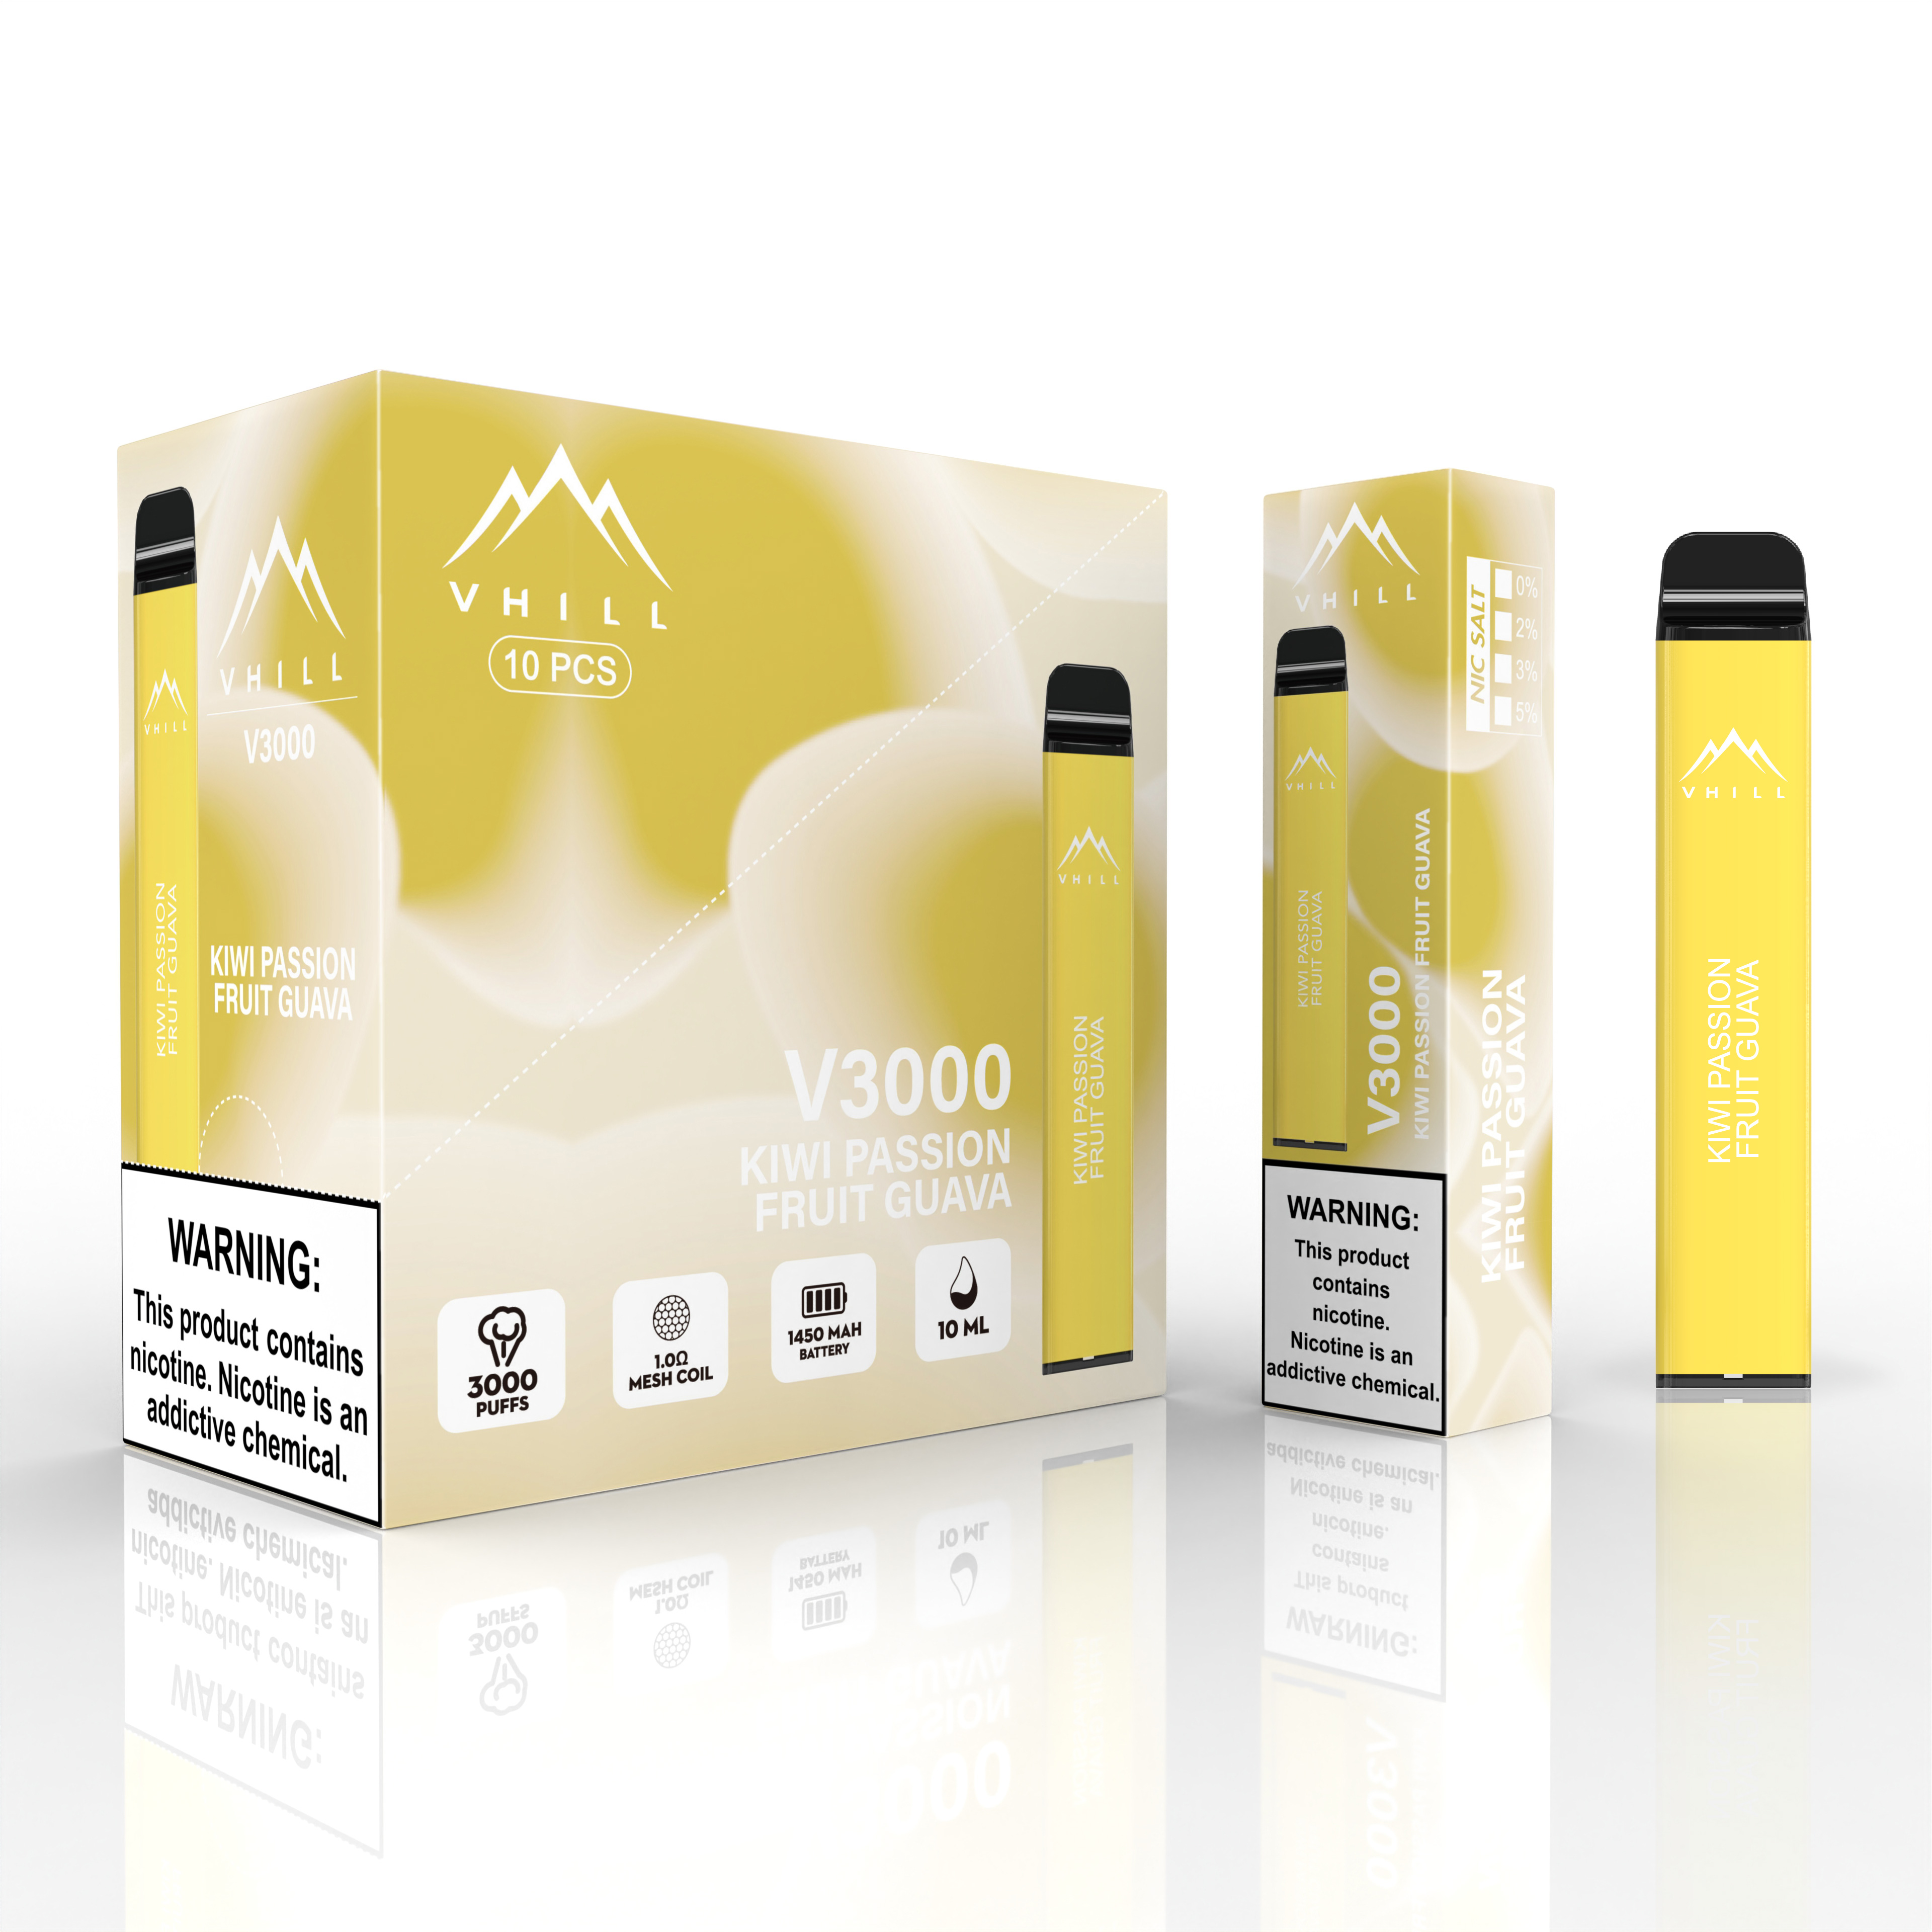 VHILL
V3000
VHILL
KIWI PASSION
FRUIT GUAVA
KIWI PASSION
FRUIT GUAVA
WARNING:
This product contains
nicotine. Nicotine is an
addictive chemical.
VHILL
10 PCS
V3000
KIWI PASSION
FRUIT GUAVA
3000
PUFFS
1.0Ω
MESH COIL
1450 MAH
BATTERY
10 ML
VHILL
KIWI PASSION
FRUIT GUAVA
VHILL
VHILL
KIWI PASSION
FRUIT GUAVA
V3000
KIWI PASSION FRUIT GUAVA
WARNING:
This product
contains
nicotine.
Nicotine is an
addictive chemical.
NIC SALT
0%
2%
3%
5%
KIWI PASSION
FRUIT GUAVA
VHILL
KIWI PASSION
FRUIT GUAVA